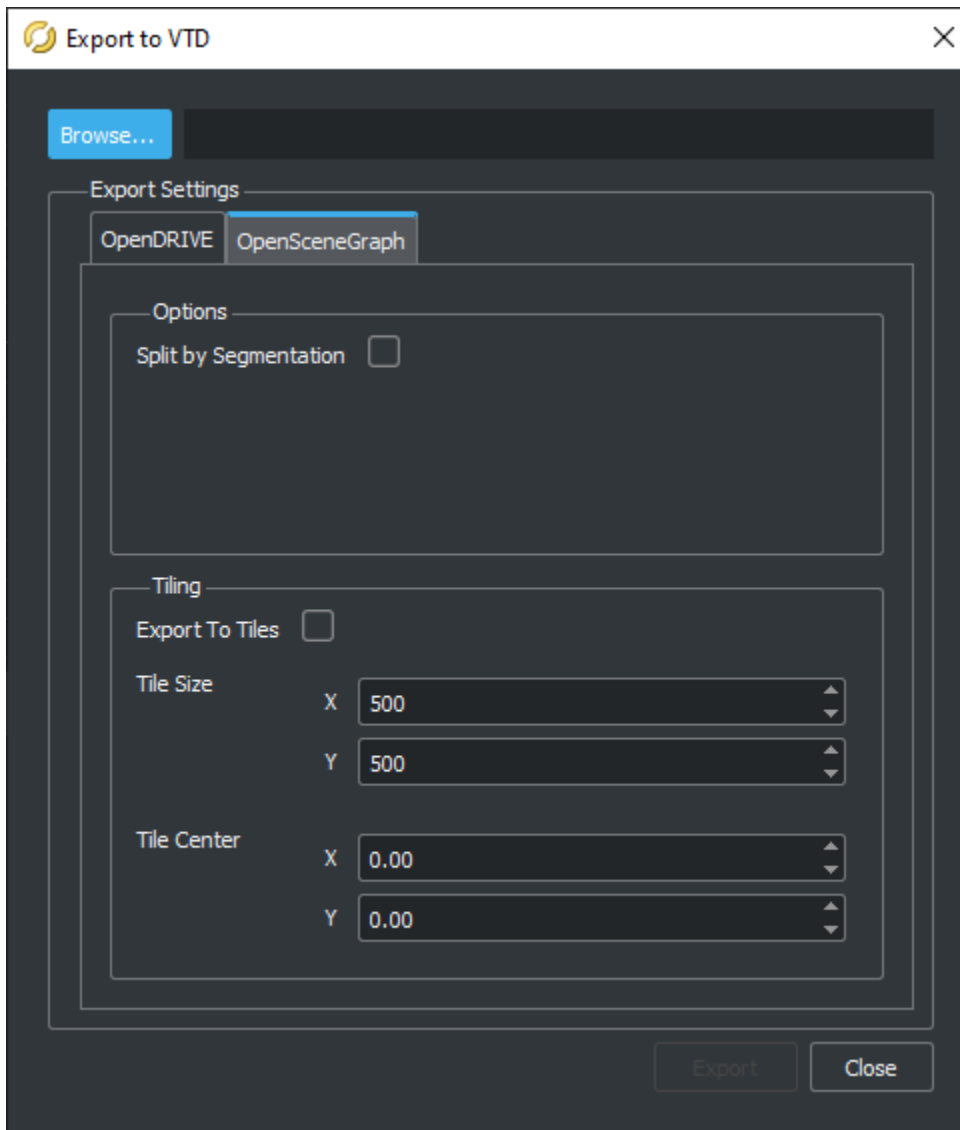 Export to VTD
Browse...
Export Settings
OpenDRIVE OpenSceneGraph
Options
Split by Segmentation
Tiling
Export To Tiles
Tile Size
X 500
Y 500
Tile Center
X 0.00
Y 0.00
Export Close